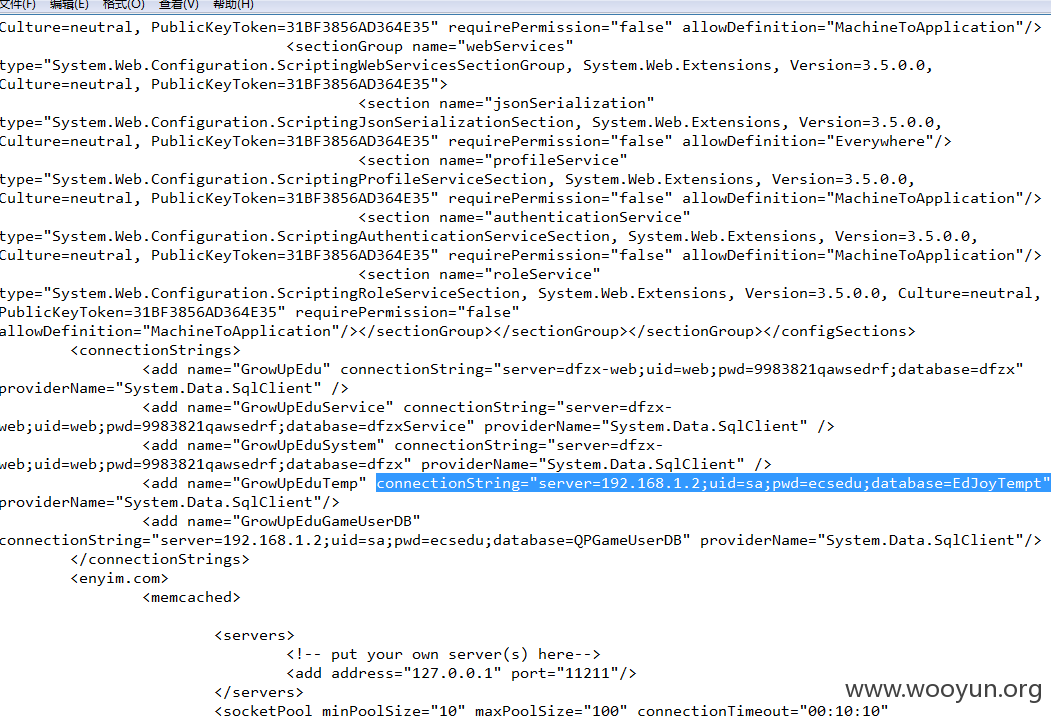 文件(F) 编辑(E) 格式(O) 查看(V) 帮助(H)
Culture=neutral, PublicKeyToken=31BF3856AD364E35" requirePermission="false" allowDefinition="MachineToApplication"/>
<sectionGroup name="webServices"
type="System.Web.Configuration.ScriptingWebServicesSectionGroup, System.Web.Extensions, Version=3.5.0.0,
Culture=neutral, PublicKeyToken=31BF3856AD364E35">
<section name="jsonSerialization"
type="System.Web.Configuration.ScriptingJsonSerializationSection, System.Web.Extensions, Version=3.5.0.0,
Culture=neutral, PublicKeyToken=31BF3856AD364E35" requirePermission="false" allowDefinition="Everywhere"/>
<section name="profileService"
type="System.Web.Configuration.ScriptingProfileServiceSection, System.Web.Extensions, Version=3.5.0.0,
Culture=neutral, PublicKeyToken=31BF3856AD364E35" requirePermission="false" allowDefinition="MachineToApplication"/>
<section name="authenticationService"
type="System.Web.Configuration.ScriptingAuthenticationServiceSection, System.Web.Extensions, Version=3.5.0.0,
Culture=neutral, PublicKeyToken=31BF3856AD364E35" requirePermission="false" allowDefinition="MachineToApplication"/>
<section name="roleService"
type="System.Web.Configuration.ScriptingRoleServiceSection, System.Web.Extensions, Version=3.5.0.0, Culture=neutral,
PublicKeyToken=31BF3856AD364E35" requirePermission="false"
allowDefinition="MachineToApplication"/></sectionGroup></sectionGroup></sectionGroup></configSections>
<connectionStrings>
<add name="GrowUpEdu" connectionString="server=dfzx-web;uid=web;pwd=9983821qawsedrf;database=dfzx"
providerName="System.Data.SqlClient" />
<add name="GrowUpEduService" connectionString="server=dfzx-
web;uid=web;pwd=9983821qawsedrf;database=dfzxService" providerName="System.Data.SqlClient" />
<add name="GrowUpEduSystem" connectionString="server=dfzx-
web;uid=web;pwd=9983821qawsedrf;database=dfzx" providerName="System.Data.SqlClient" />
<add name="GrowUpEduTemp" connectionString="server=192.168.1.2;uid=sa;pwd=ecsedu;database=EdJoyTempt"
providerName="System.Data.SqlClient"/>
<add name="GrowUpEduGameUserDB"
connectionString="server=192.168.1.2;uid=sa;pwd=ecsedu;database=QPGameUserDB" providerName="System.Data.SqlClient"/>
</connectionStrings>
<enyim.com>
<memcached>
<servers>
<!-- put your own server(s) here-->
<add address="127.0.0.1" port="11211"/>
</servers>
<socketPool minPoolSize="10" maxPoolSize="100" connectionTimeout="00:10:10"
www.wooyun.org